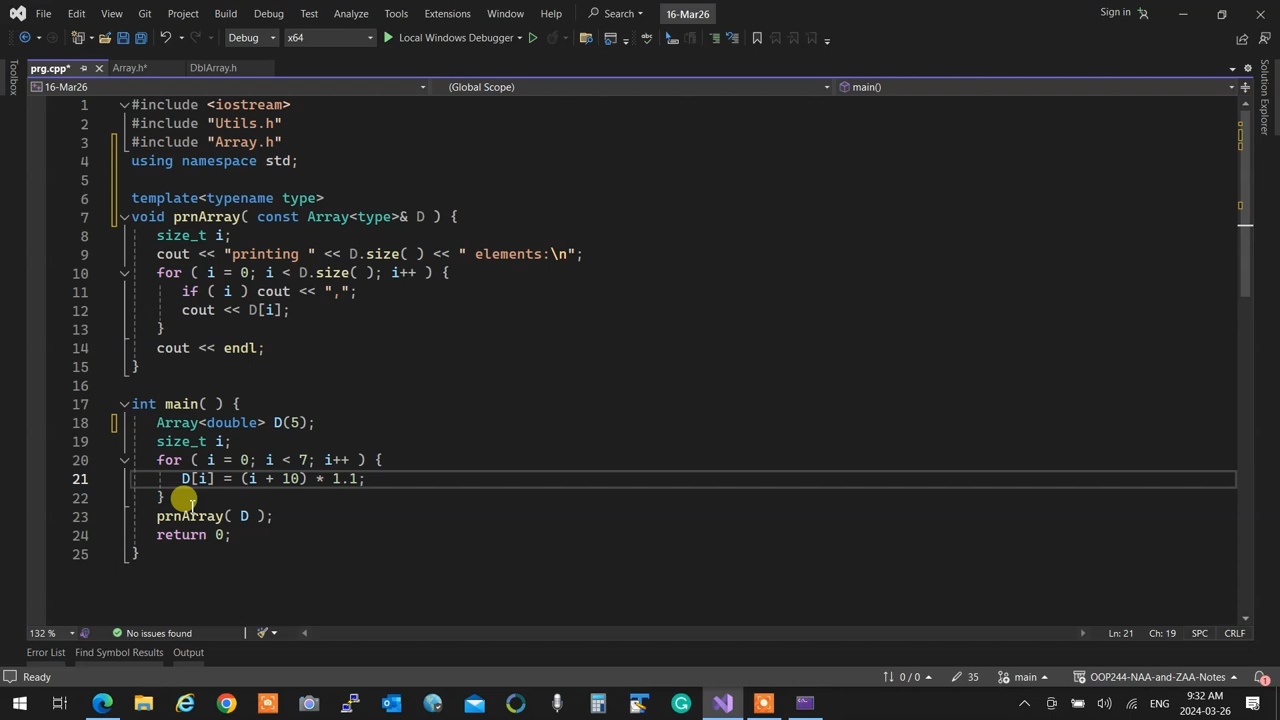 File Edit View Git Project Build Debug Test Analyze Tools Extensions Window Help Search 16-Mar26 Sign in
Debug x64 Local Windows Debugger
prg.cpp* Array.h* DblArray.h
Toolbox
Solution Explorer
16-Mar26 (Global Scope) main()
1 #include <iostream>
2 #include "Utils.h"
3 #include "Array.h"
4 using namespace std;
5
6 template<typename type>
7 void prnArray( const Array<type>& D ) {
8 size_t i;
9 cout << "printing " << D.size( ) << " elements:\n";
10 for ( i = 0; i < D.size( ); i++ ) {
11 if ( i ) cout << ",";
12 cout << D[i];
13 }
14 cout << endl;
15 }
16
17 int main( ) {
18 Array<double> D(5);
19 size_t i;
20 for ( i = 0; i < 7; i++ ) {
21 D[i] = (i + 10) * 1.1;
22 }
23 prnArray( D );
24 return 0;
25 }
132 % No issues found Ln: 21 Ch: 19 SPC CRLF
Error List Find Symbol Results Output
Ready 0 / 0 35 main OOP244-NAA-and-ZAA-Notes 1
ENG 9:32 AM
2024-03-26